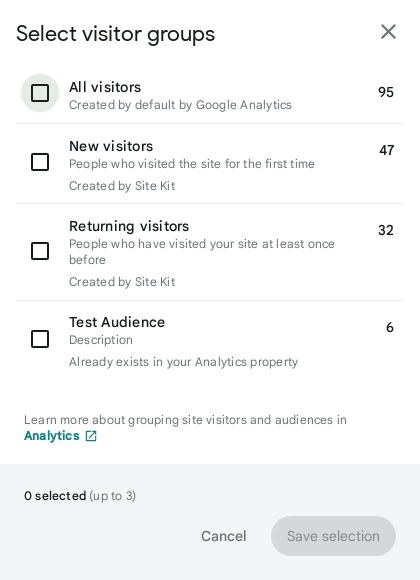 Select visitor groups
All visitors
95
Created by default by Google Analytics
New visitors
47
People who visited the site for the first time
Created by Site Kit
Returning visitors
32
People who have visited your site at least once
before
Created by Site Kit
Test Audience
6
Description
Already exists in your Analytics property
Learn more about grouping site visitors and audiences in
Analytics
0 selected (up to 3)
Cancel
Save selection